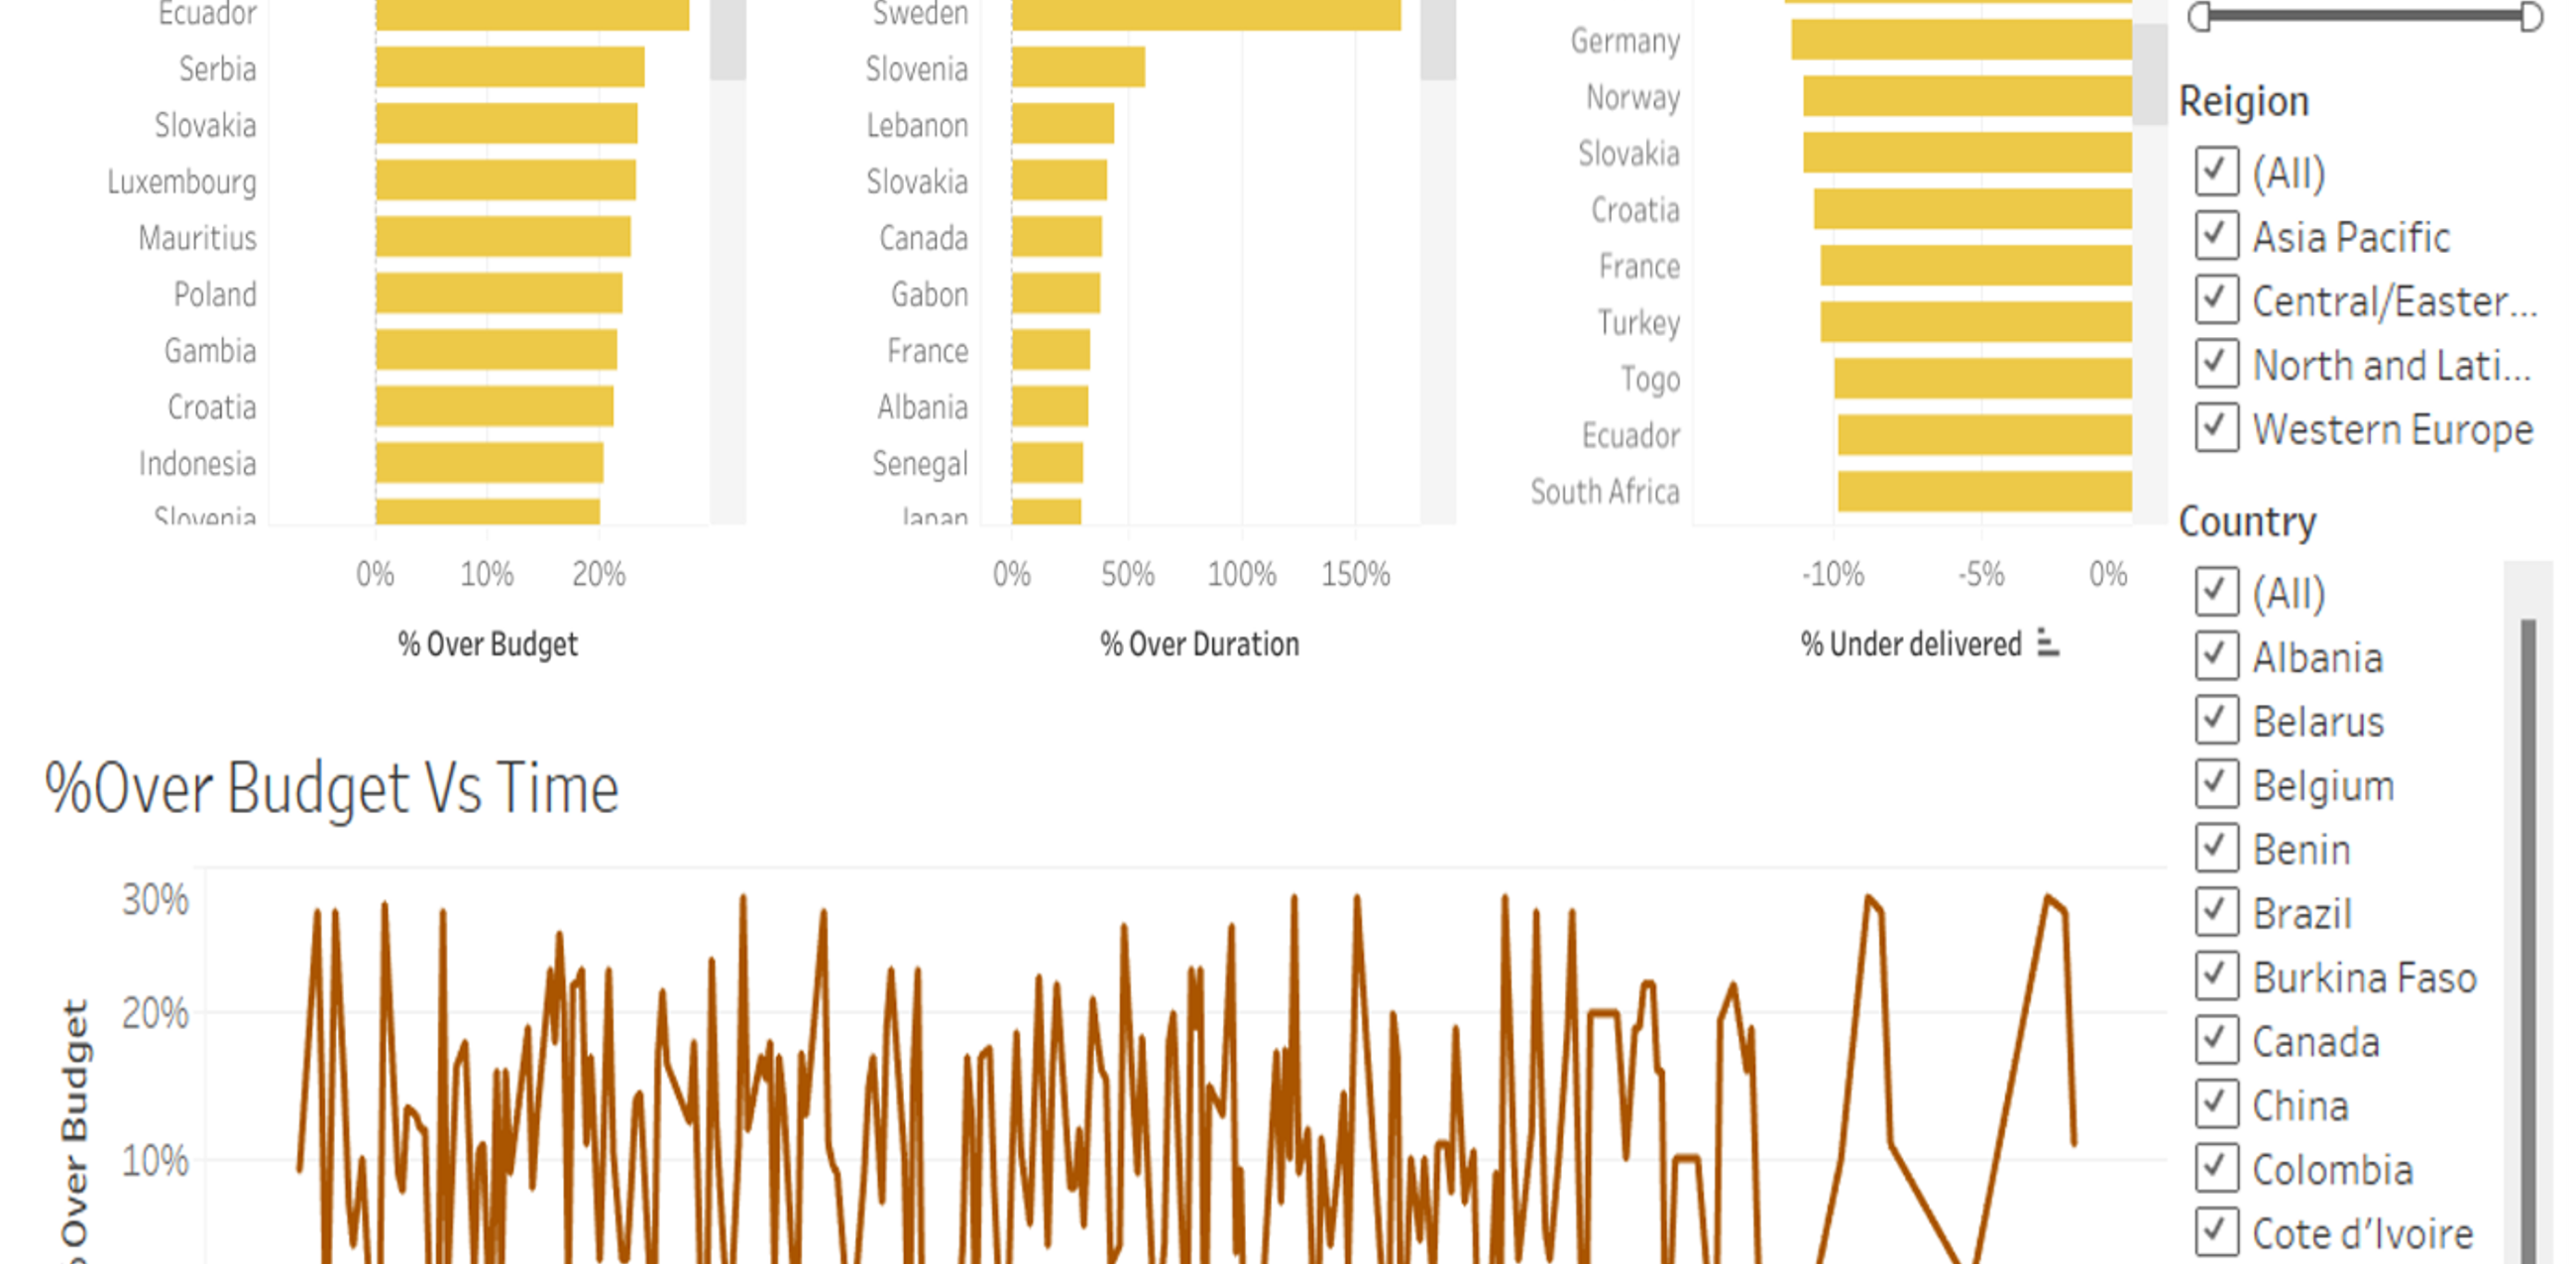 Ecuador
Serbia
Slovakia
Luxembourg
Mauritius
Poland
Gambia
Croatia
Indonesia
Slovenia
0% 10% 20%
% Over Budget
Sweden
Slovenia
Lebanon
Slovakia
Canada
Gabon
France
Albania
Senegal
Japan
0% 50% 100% 150%
% Over Duration
Germany
Norway
Slovakia
Croatia
France
Turkey
Togo
Ecuador
South Africa
-10% -5% 0%
% Under delivered
Reigion
(All)
Asia Pacific
Central/Easter...
North and Lati...
Western Europe
Country
(All)
Albania
Belarus
Belgium
Benin
Brazil
Burkina Faso
Canada
China
Colombia
Cote d'Ivoire
%Over Budget Vs Time
30%
20%
10%
% Over Budget